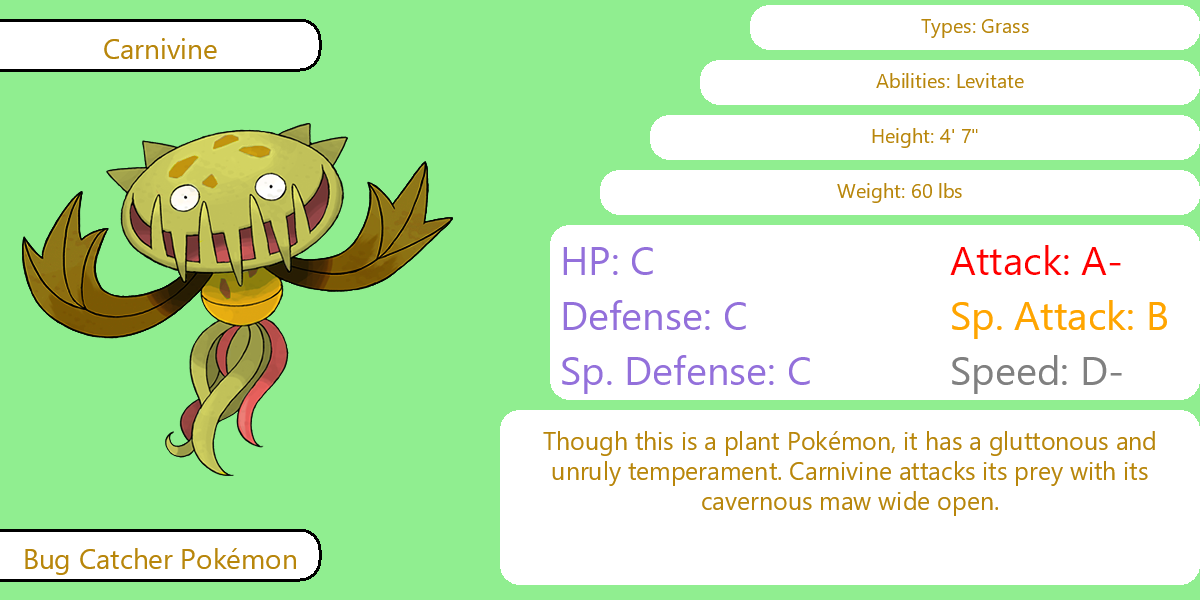 Carnivine
Types: Grass
Abilities: Levitate
Height: 4' 7"
Weight: 60 lbs
HP: C
Attack: A-
Defense: C
Sp. Attack: B
Sp. Defense: C
Speed: D-
Though this is a plant Pokémon, it has a gluttonous and
unruly temperament. Carnivine attacks its prey with its
cavernous maw wide open.
Bug Catcher Pokémon